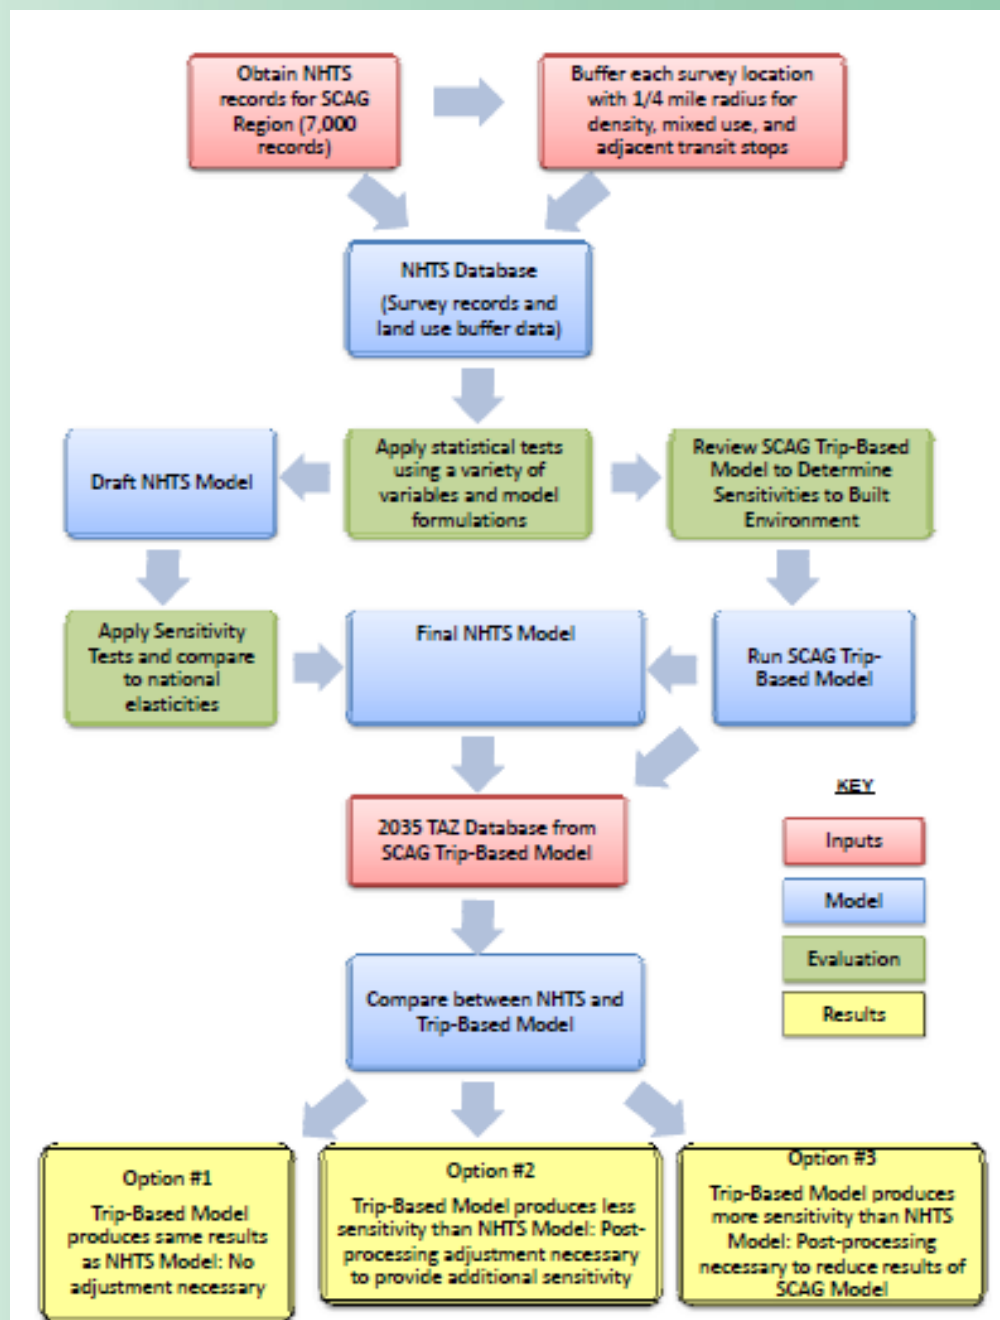 Obtain NHTS
records for SCAG
Region (7,000
records)
Buffer each survey location
with 1/4 mile radius for
density, mixed use, and
adjacent transit stops
NHTS Database
(Survey records and
land use buffer data)
Draft NHTS Model
Apply statistical tests
using a variety of
variables and model
formulations
Review SCAG Trip-Based
Model to Determine
Sensitivities to Built
Environment
Apply Sensitivity
Tests and compare
to national
elasticities
Final NHTS Model
Run SCAG Trip-
Based Model
2035 TAZ Database from
SCAG Trip-Based Model
KEY
Inputs
Model
Evaluation
Results
Compare between NHTS and
Trip-Based Model
Option #1
Trip-Based Model
produces same results
as NHTS Model: No
adjustment necessary
Option #2
Trip-Based Model produces less
sensitivity than NHTS Model: Post-
processing adjustment necessary
to provide additional sensitivity
Option #3
Trip-Based Model produces
more sensitivity than NHTS
Model: Post-processing
necessary to reduce results of
SCAG Model